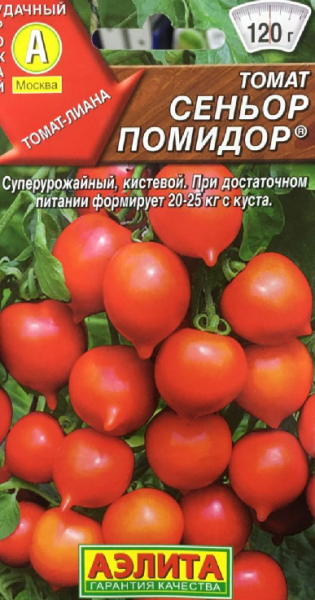 УДАЧНЫЙ
А
Москва
ТОМАТ-ЛИАНА
120 г
ТОМАТ
СЕНЬОР
ПОМИДОР®
Суперурожайный, кистевой. При достаточном
питании формирует 20-25 кг с куста.
АЭЛИТА
ГАРАНТИЯ КАЧЕСТВА